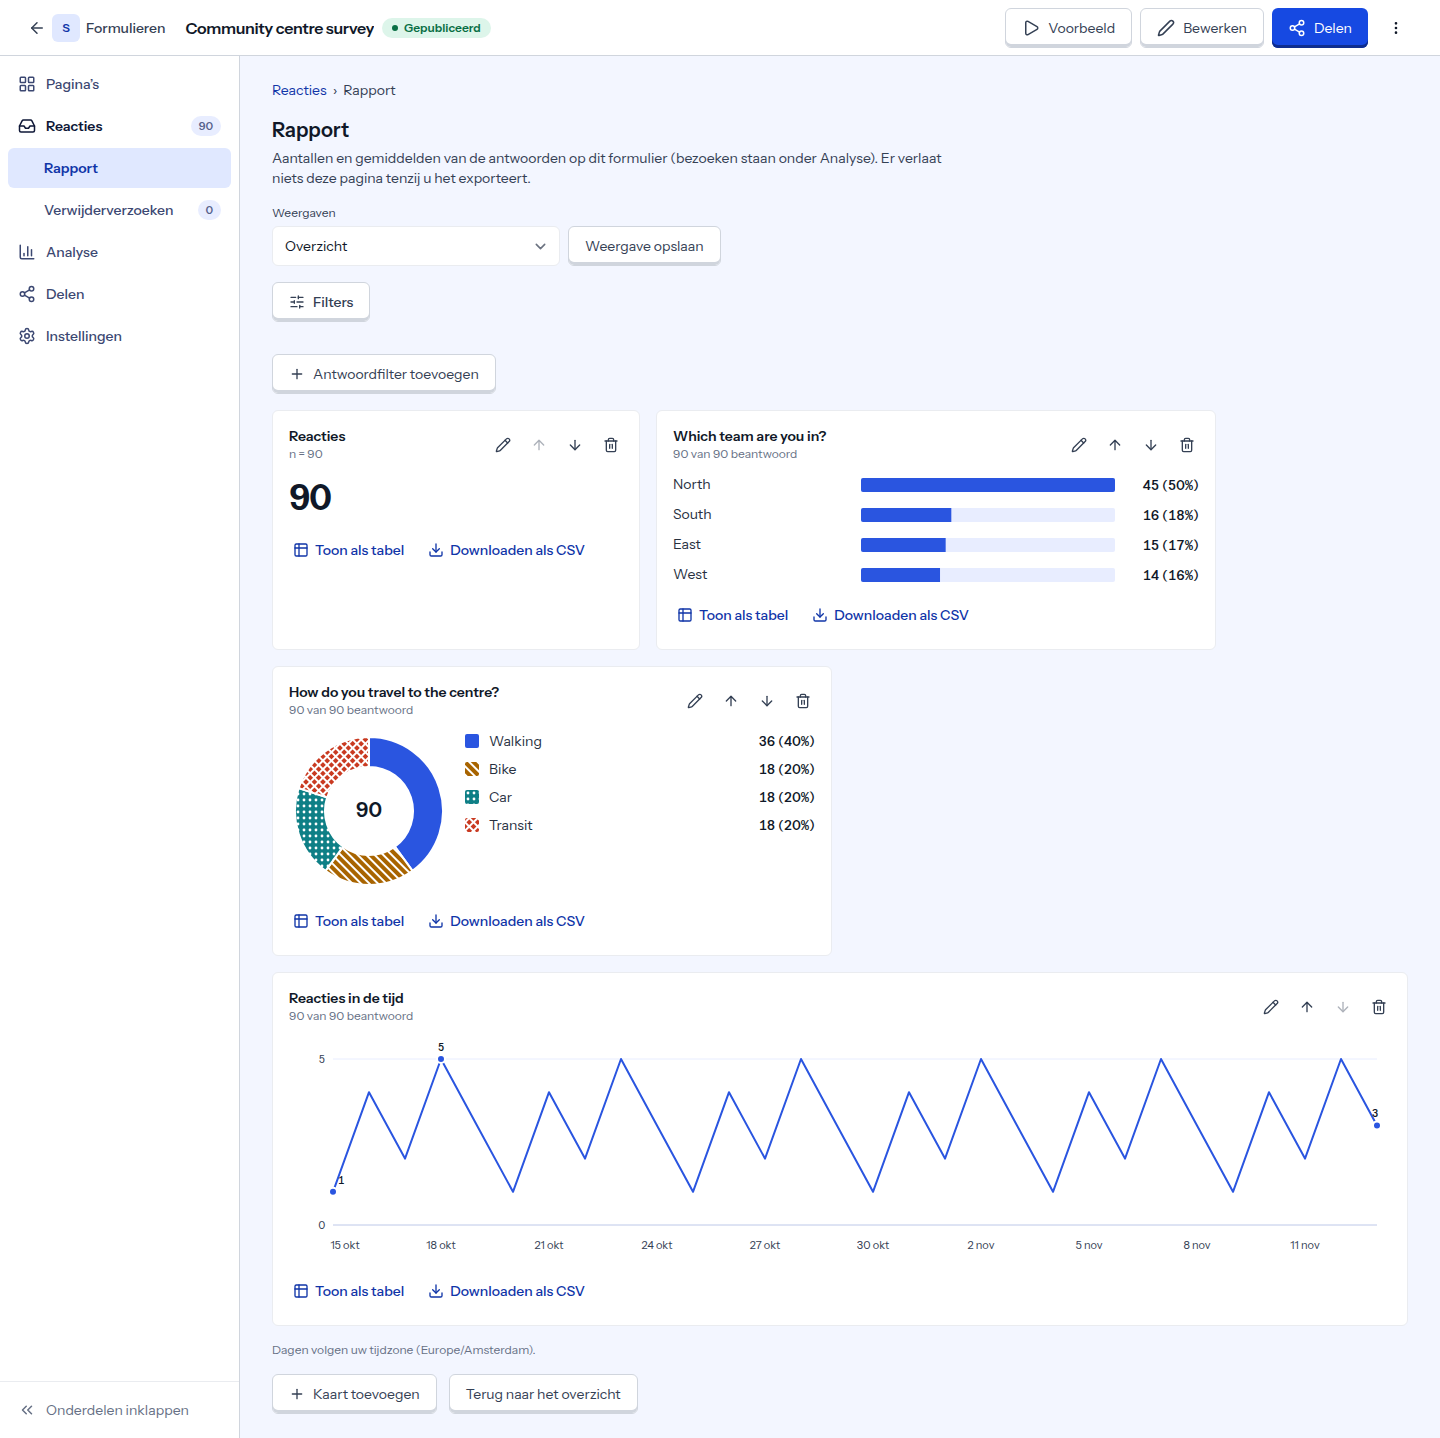 S Formulieren Community centre survey Gepubliceerd Voorbeeld Bewerken Delen
Pagina's
Reacties 90
Rapport
Verwijderverzoeken 0
Analyse
Delen
Instellingen
Onderdelen inklappen
Reacties › Rapport
Rapport
Aantallen en gemiddelden van de antwoorden op dit formulier (bezoeken staan onder Analyse). Er verlaat
niets deze pagina tenzij u het exporteert.
Weergaven
Overzicht Weergave opslaan
Filters
Antwoordfilter toevoegen
Reacties
n = 90
90
Toon als tabel Downloaden als CSV
Which team are you in?
90 van 90 beantwoord
North 45 (50%)
South 16 (18%)
East 15 (17%)
West 14 (16%)
Toon als tabel Downloaden als CSV
How do you travel to the centre?
90 van 90 beantwoord
90
Walking 36 (40%)
Bike 18 (20%)
Car 18 (20%)
Transit 18 (20%)
Toon als tabel Downloaden als CSV
Reacties in de tijd
90 van 90 beantwoord
5
5
3
1
0
15 okt 18 okt 21 okt 24 okt 27 okt 30 okt 2 nov 5 nov 8 nov 11 nov
Toon als tabel Downloaden als CSV
Dagen volgen uw tijdzone (Europe/Amsterdam).
Kaart toevoegen Terug naar het overzicht